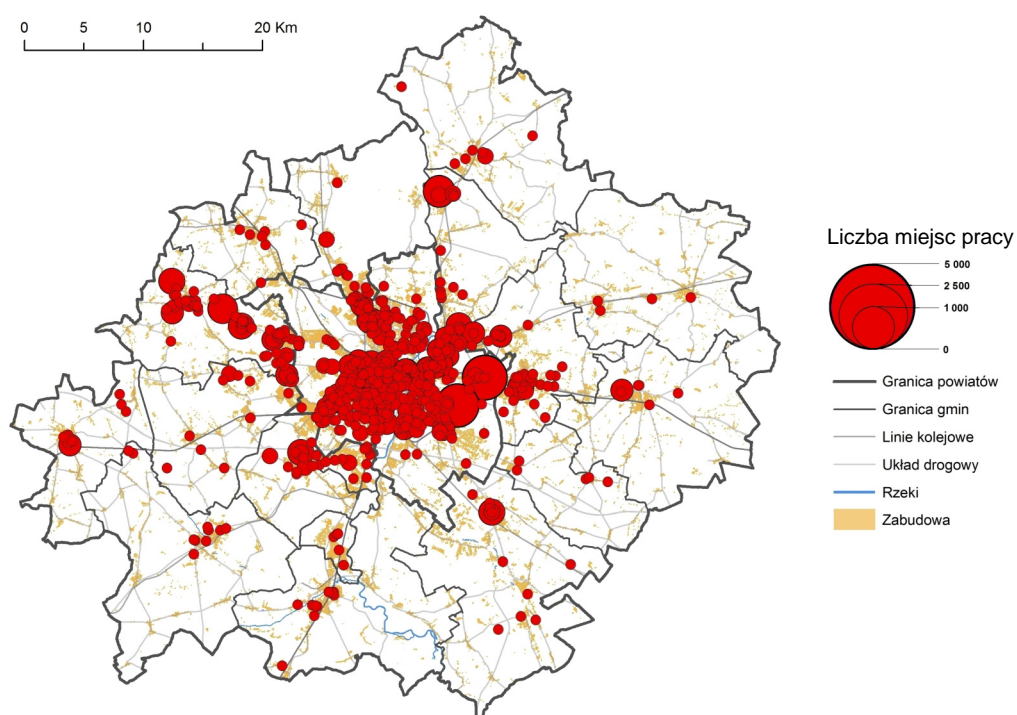 0 5 10 20 Km
Liczba miejsc pracy
5 000
2 500
1 000
0
Granica powiatów
Granica gmin
Linie kolejowe
Układ drogowy
Rzeki
Zabudowa